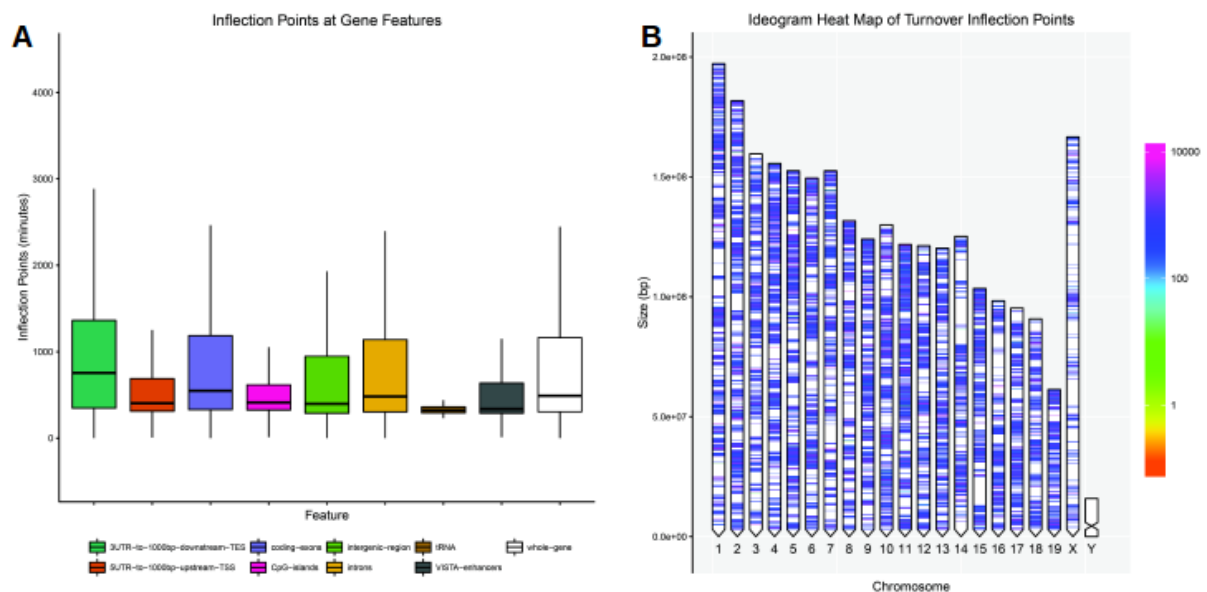 A
Inflection Points at Gene Features
Inflection Points (minutes)
4000
3000
2000
1000
0
Feature
3UTR-to-1000bp-downstream-TES
coding-exons
intergenic-region
tRNA
whole-gene
5UTR-to-1000bp-upstream-TSS
CpG-islands
introns
VISTA-enhancers
B
Ideogram Heat Map of Turnover Inflection Points
Size (bp)
2.0e+08
1.5e+08
1.0e+08
5.0e+07
0.0e+00
1 2 3 4 5 6 7 8 9 10 11 12 13 14 15 16 17 18 19 X Y
Chromosome
10000
100
1